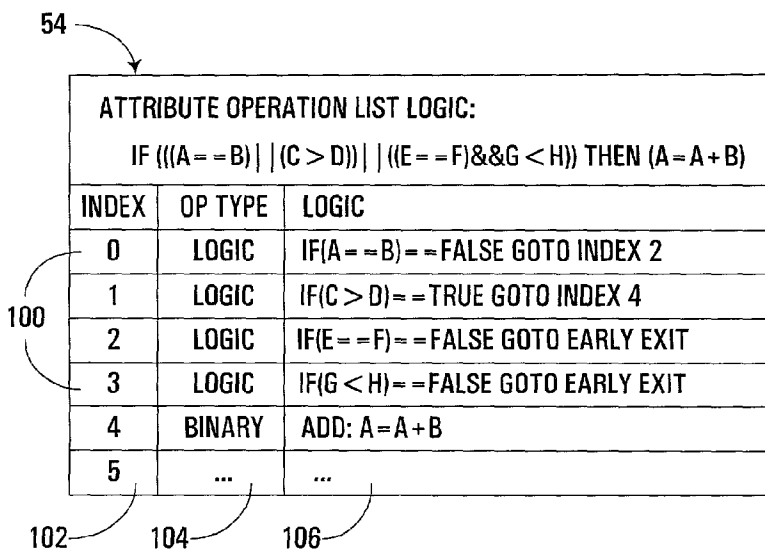 54
ATTRIBUTE OPERATION LIST LOGIC:
IF (((A==B)||(C>D))||((E==F)&&G<H)) THEN (A=A+B)
INDEX OP TYPE LOGIC
0 LOGIC IF(A==B)==FALSE GOTO INDEX 2
1 LOGIC IF(C>D)==TRUE GOTO INDEX 4
2 LOGIC IF(E==F)==FALSE GOTO EARLY EXIT
3 LOGIC IF(G<H)==FALSE GOTO EARLY EXIT
4 BINARY ADD: A=A+B
5 ... ...
100
102 104 106